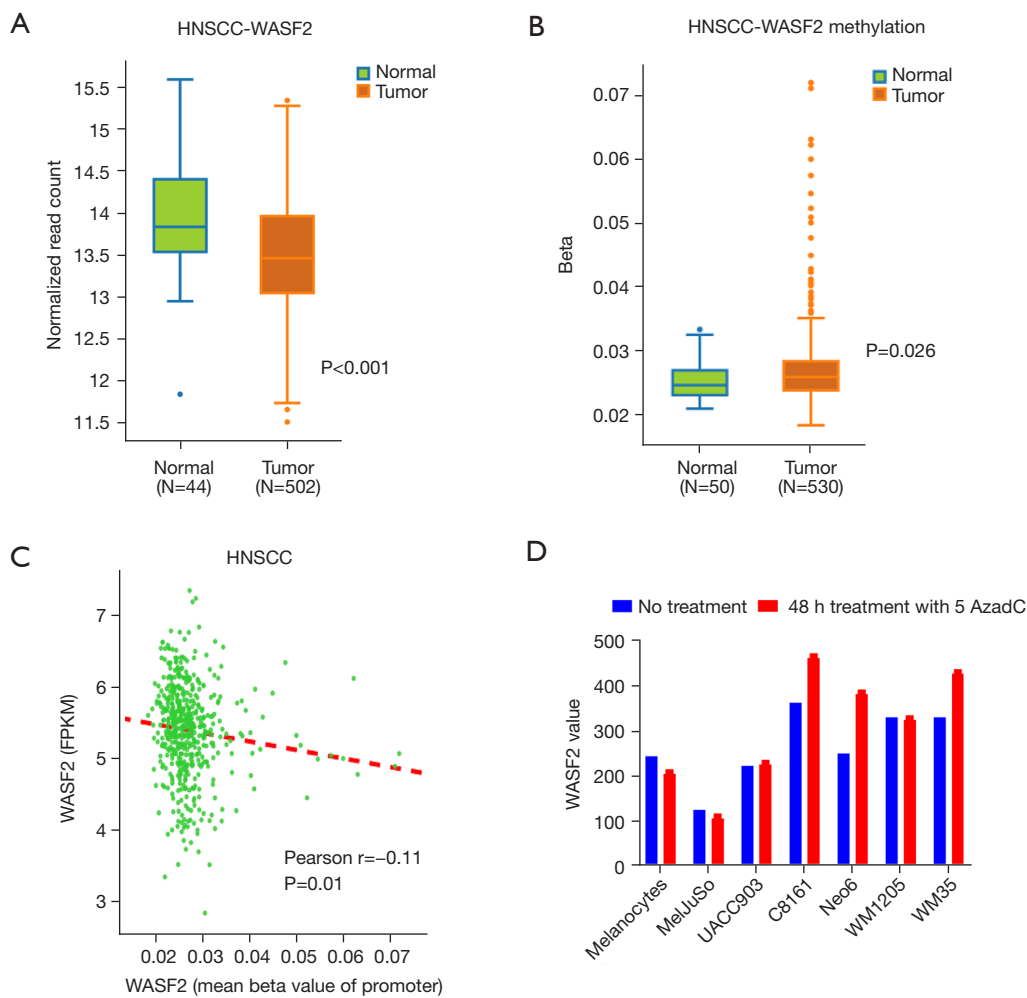 A
HNSCC-WASF2
Normal
Tumor
Normalized read count
15.5
15
14.5
14
13.5
13
12.5
12
11.5
P<0.001
Normal
(N=44)
Tumor
(N=502)
B
HNSCC-WASF2 methylation
Normal
Tumor
Beta
0.07
0.06
0.05
0.04
0.03
0.02
P=0.026
Normal
(N=50)
Tumor
(N=530)
C
HNSCC
WASF2 (FPKM)
7
6
5
4
3
Pearson r=−0.11
P=0.01
0.02 0.03 0.04 0.05 0.06 0.07
WASF2 (mean beta value of promoter)
D
No treatment 48 h treatment with 5 AzadC
WASF2 value
500
400
300
200
100
0
Melanocytes
MelJuSo
UACC903
C8161
Neo6
WM1205
WM35